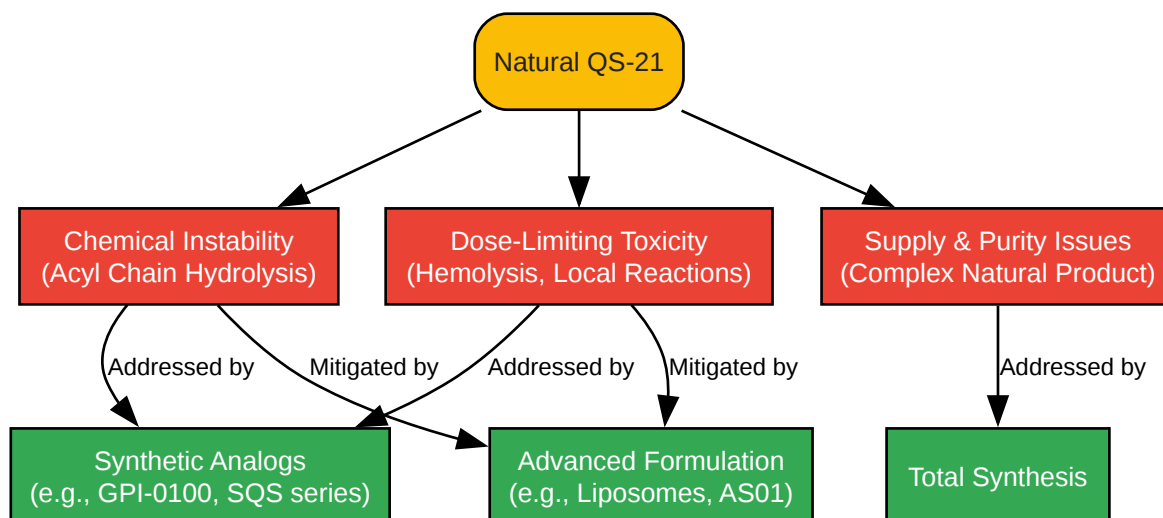 Natural QS-21
Chemical Instability
(Acyl Chain Hydrolysis)
Dose-Limiting Toxicity
(Hemolysis, Local Reactions)
Supply & Purity Issues
(Complex Natural Product)
Addressed by
Mitigated by
Addressed by
Mitigated by
Addressed by
Synthetic Analogs
(e.g., GPI-0100, SQS series)
Advanced Formulation
(e.g., Liposomes, AS01)
Total Synthesis